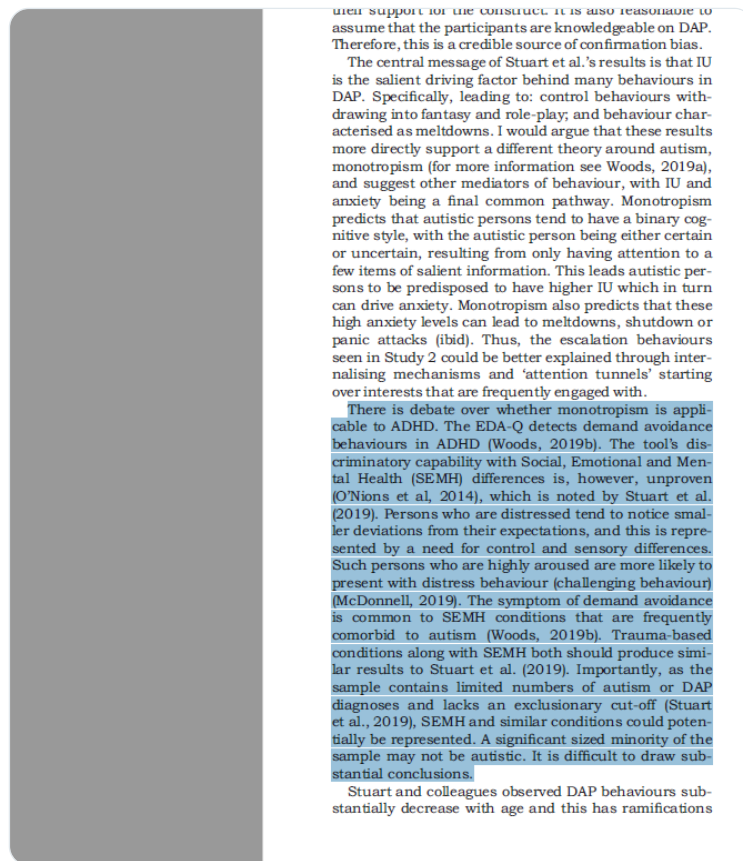 their support for the construct. It is also reasonable to
assume that the participants are knowledgeable on DAP.
Therefore, this is a credible source of confirmation bias.
The central message of Stuart et al.’s results is that IU
is the salient driving factor behind many behaviours in
DAP. Specifically, leading to: control behaviours with-
drawing into fantasy and role-play; and behaviour char-
acterised as meltdowns. I would argue that these results
more directly support a different theory around autism,
monotropism (for more information see Woods, 2019a),
and suggest other mediators of behaviour, with IU and
anxiety being a final common pathway. Monotropism
predicts that autistic persons tend to have a binary cog-
nitive style, with the autistic person being either certain
or uncertain, resulting from only having attention to a
few items of salient information. This leads autistic per-
sons to be predisposed to have higher IU which in turn
can drive anxiety. Monotropism also predicts that these
high anxiety levels can lead to meltdowns, shutdown or
panic attacks (ibid). Thus, the escalation behaviours
seen in Study 2 could be better explained through inter-
nalising mechanisms and ‘attention tunnels’ starting
over interests that are frequently engaged with.
There is debate over whether monotropism is appli-
cable to ADHD. The EDA-Q detects demand avoidance
behaviours in ADHD (Woods, 2019b). The tool’s dis-
criminatory capability with Social, Emotional and Men-
tal Health (SEMH) differences is, however, unproven
(O’Nions et al, 2014), which is noted by Stuart et al.
(2019). Persons who are distressed tend to notice smal-
ler deviations from their expectations, and this is repre-
sented by a need for control and sensory differences.
Such persons who are highly aroused are more likely to
present with distress behaviour (challenging behaviour)
(McDonnell, 2019). The symptom of demand avoidance
is common to SEMH conditions that are frequently
comorbid to autism (Woods, 2019b). Trauma-based
conditions along with SEMH both should produce simi-
lar results to Stuart et al. (2019). Importantly, as the
sample contains limited numbers of autism or DAP
diagnoses and lacks an exclusionary cut-off (Stuart
et al., 2019), SEMH and similar conditions could poten-
tially be represented. A significant sized minority of the
sample may not be autistic. It is difficult to draw sub-
stantial conclusions.
Stuart and colleagues observed DAP behaviours sub-
stantially decrease with age and this has ramifications